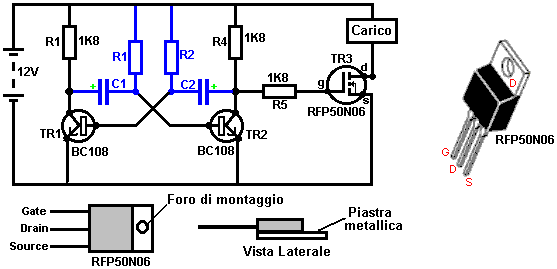 R1
1K8
R1
R2
R4
1K8
Carico
12V
+
C1
C2
+
TR3
d
g
s
1K8
R5
RFP50N06
TR1
BC108
TR2
BC108
D
G
D
S
RFP50N06
Foro di montaggio
Gate
Drain
Source
RFP50N06
Piastra
metallica
Vista Laterale